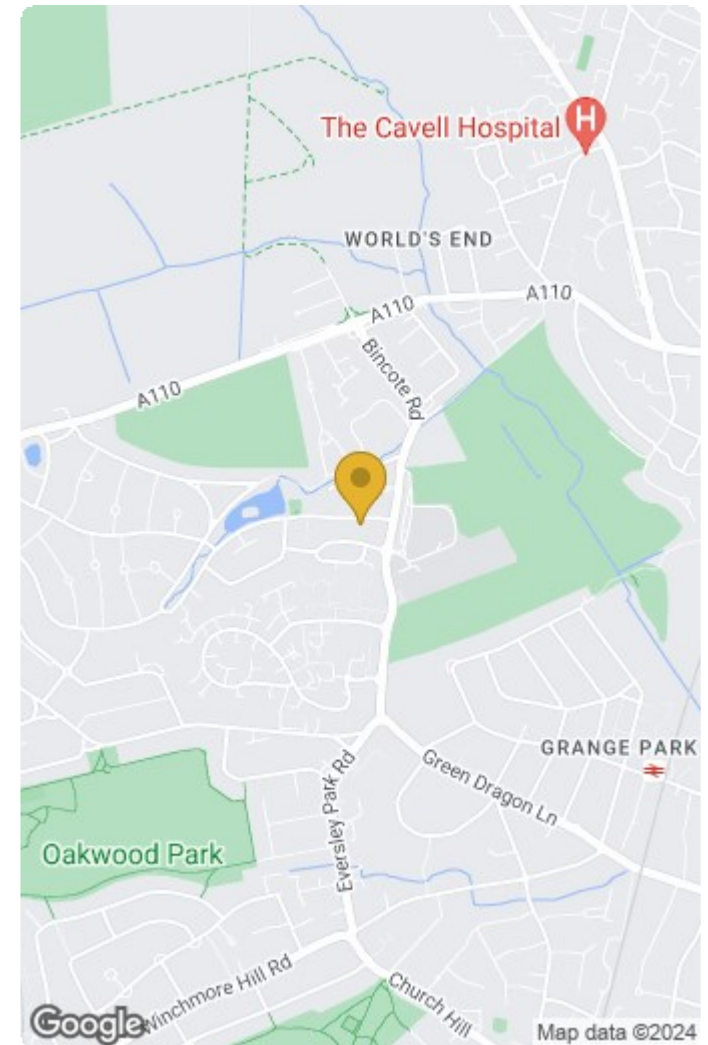 The Cavell Hospital
H
WORLD'S END
A110
A110
Bincote Rd
A110
GRANGE PARK
Green Dragon Ln
Eversley Park Rd
Oakwood Park
Winchmore Hill Rd
Church Hill
Google
Map data ©2024